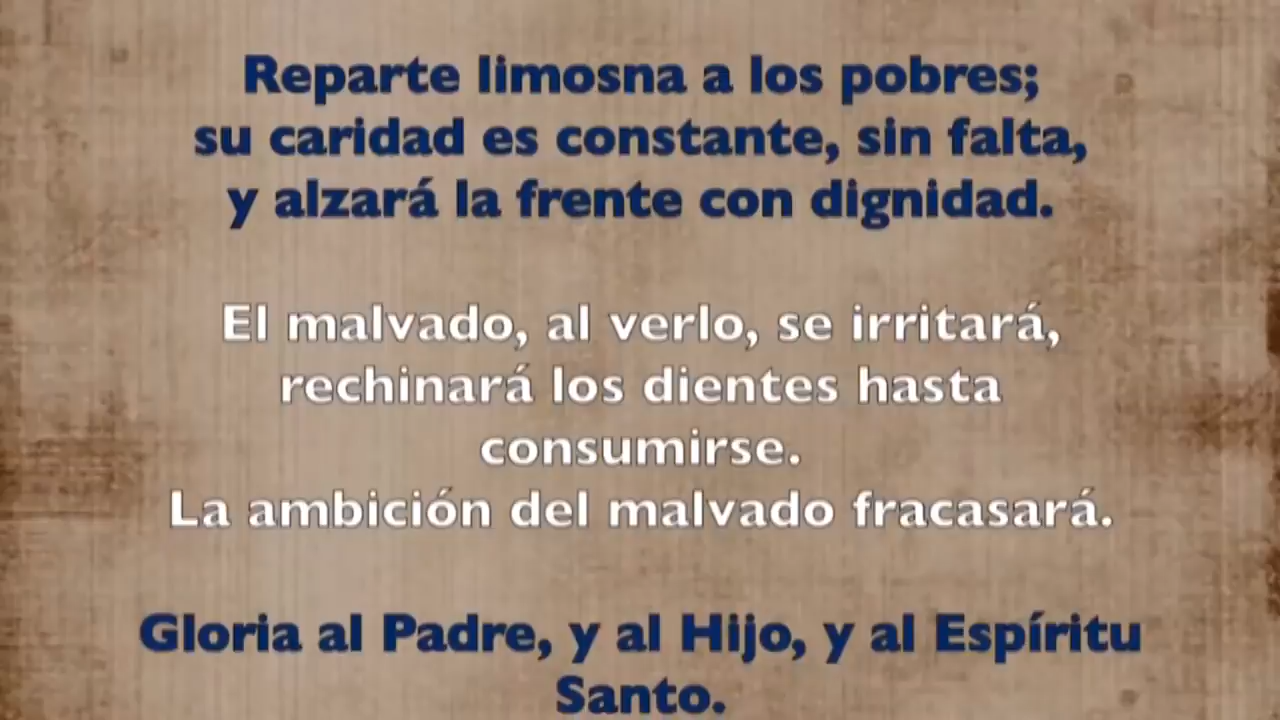 Reparte limosna a los pobres;
su caridad es constante, sin falta,
y alzará la frente con dignidad.
El malvado, al verlo, se irritará,
rechinará los dientes hasta
consumirse.
La ambición del malvado fracasará.
Gloria al Padre, y al Hijo, y al Espíritu
Santo.